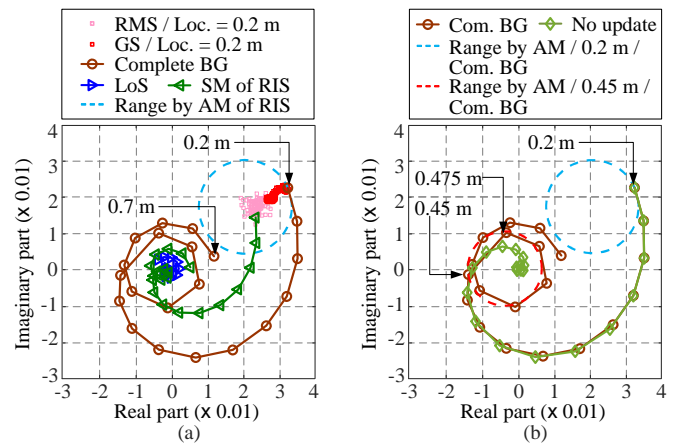 RMS / Loc. = 0.2 m
GS / Loc. = 0.2 m
Complete BG
LoS SM of RIS
Range by AM of RIS
0.2 m
0.7 m
4
3
2
1
0
-1
-2
-3
Imaginary part (x 0.01)
-3 -2 -1 0 1 2 3 4
Real part (x 0.01)
(a)
Com. BG No update
Range by AM / 0.2 m /
Com. BG
Range by AM / 0.45 m /
Com. BG
0.2 m
0.475 m
0.45 m
4
3
2
1
0
-1
-2
-3
Imaginary part (x 0.01)
-3 -2 -1 0 1 2 3 4
Real part (x 0.01)
(b)